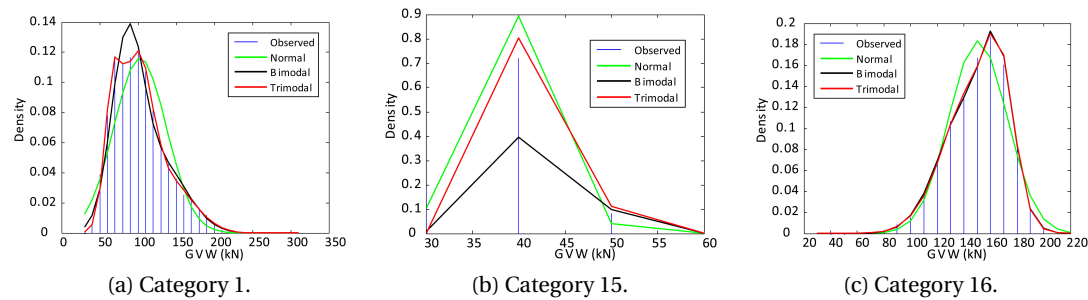 0.14
0.12
0.1
0.08
0.06
0.04
0.02
0
Density
0 50 100 150 200 250 300 350
GVW (kN)
Observed
Normal
Bimodal
Trimodal
(a) Category 1.
0.9
0.8
0.7
0.6
0.5
0.4
0.3
0.2
0.1
0
Density
30 35 40 45 50 55 60
GVW (kN)
Observed
Normal
Bimodal
Trimodal
(b) Category 15.
0.2
0.18
0.16
0.14
0.12
0.1
0.08
0.06
0.04
0.02
0
Density
20 40 60 80 100 120 140 160 180 200 220
GVW (kN)
Observed
Normal
Bimodal
Trimodal
(c) Category 16.